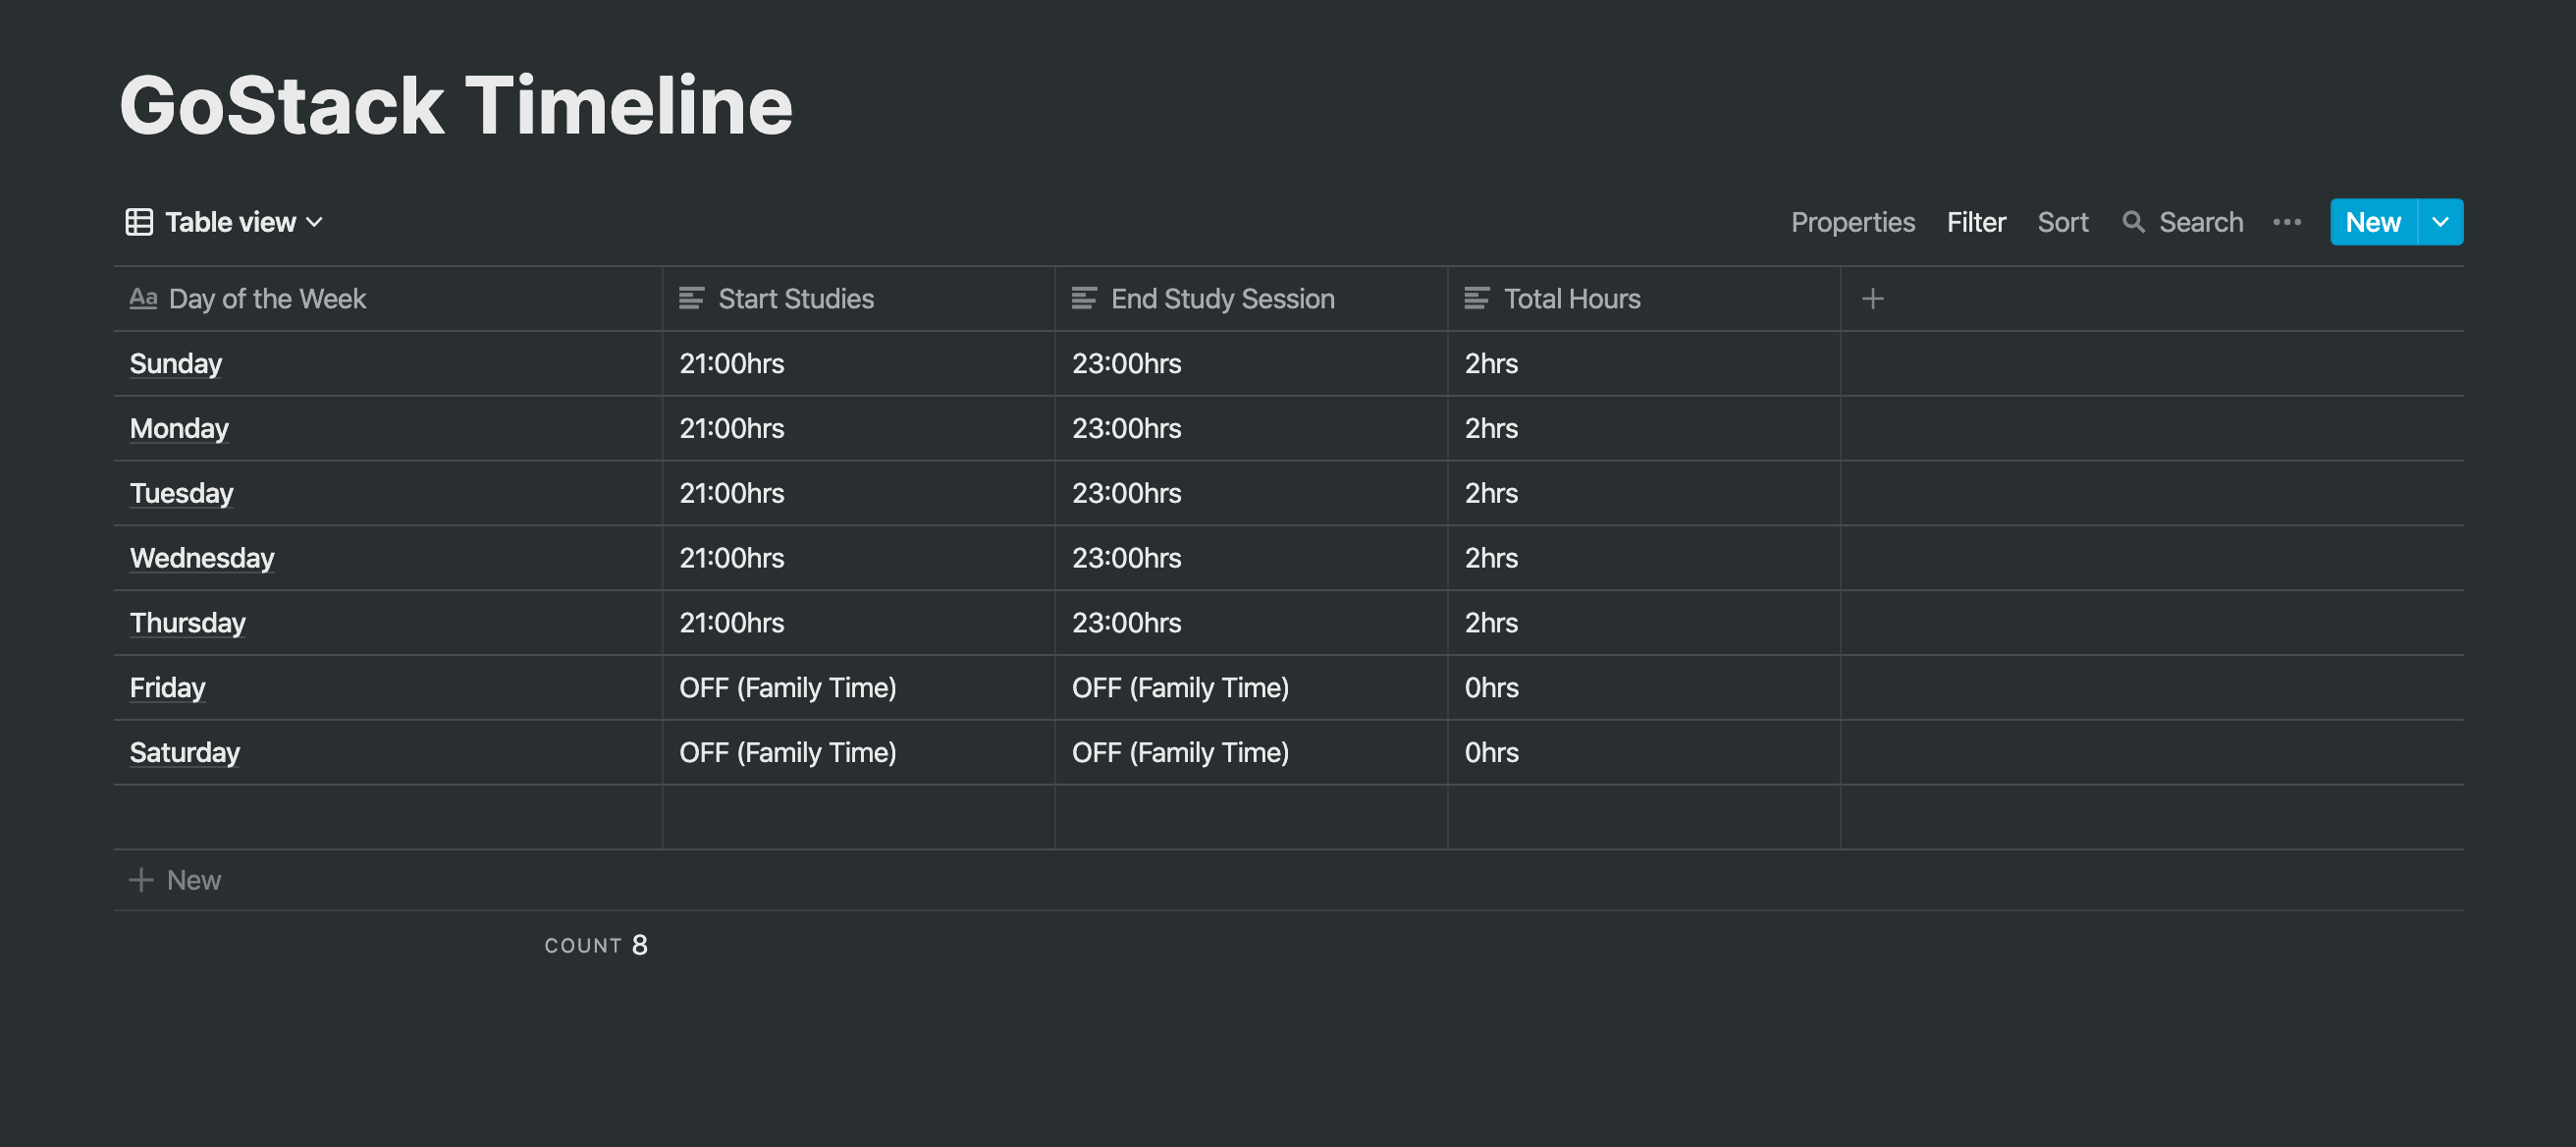 GoStack Timeline
Table view Properties Filter Sort Search New
Aa Day of the Week Start Studies End Study Session Total Hours
Sunday 21:00hrs 23:00hrs 2hrs
Monday 21:00hrs 23:00hrs 2hrs
Tuesday 21:00hrs 23:00hrs 2hrs
Wednesday 21:00hrs 23:00hrs 2hrs
Thursday 21:00hrs 23:00hrs 2hrs
Friday OFF (Family Time) OFF (Family Time) 0hrs
Saturday OFF (Family Time) OFF (Family Time) 0hrs
+ New
COUNT 8